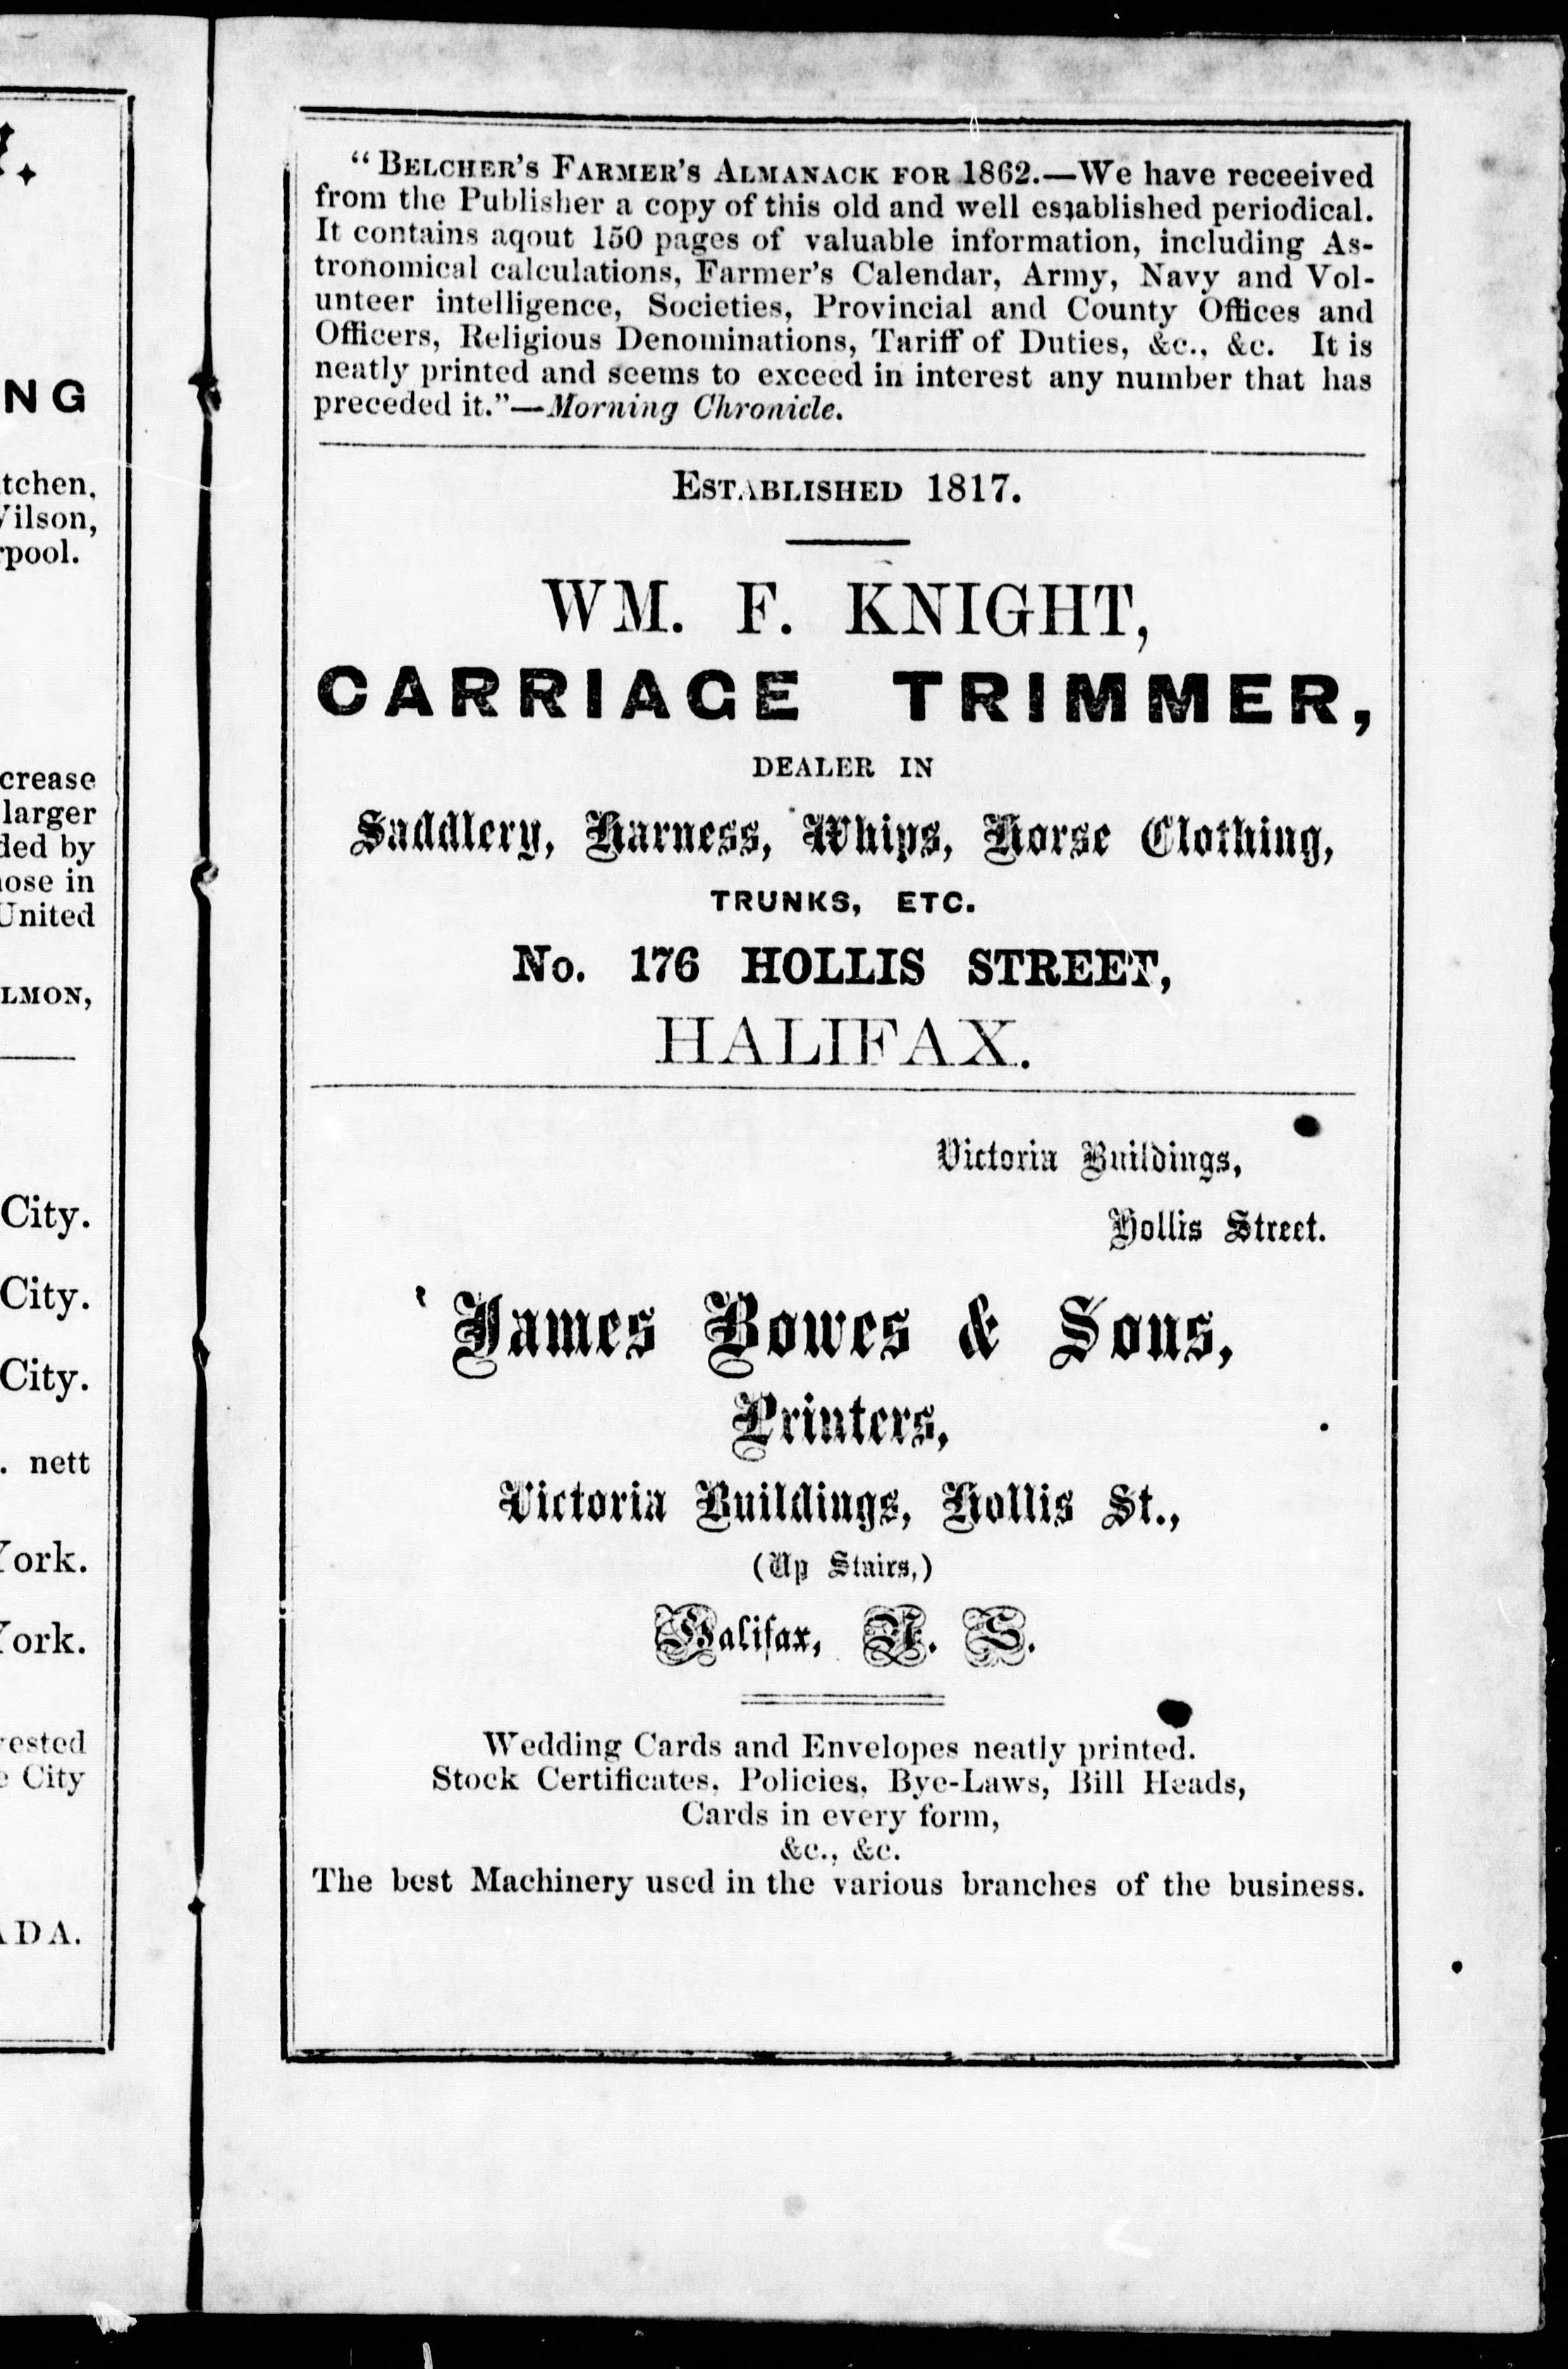 NG
tchen,
Wilson,
rpool.
crease
larger
ded by
hose in
United
LMON,
City.
City.
City.
. nett
York.
York.
vested
e City
ADA.
"BELCHER'S FARMER'S ALMANACK FOR 1862.—We have receeived
from the Publisher a copy of this old and well established periodical.
It contains aqout 150 pages of valuable information, including As-
tronomical calculations, Farmer's Calendar, Army, Navy and Vol-
unteer intelligence, Societies, Provincial and County Offices and
Officers, Religious Denominations, Tariff of Duties, &c., &c. It is
neatly printed and seems to exceed in interest any number that has
preceded it."—Morning Chronicle.
ESTABLISHED 1817.
WM. F. KNIGHT,
CARRIAGE TRIMMER,
DEALER IN
Saddlery, Harness, Whips, Horse Clothing,
TRUNKS, ETC.
No. 176 HOLLIS STREET,
HALIFAX.
Victoria Buildings,
Hollis Street.
James Bowes & Sons,
Printers,
Victoria Buildings, Hollis St.,
(Up Stairs,)
Halifax, N. S.
Wedding Cards and Envelopes neatly printed.
Stock Certificates, Policies, Bye-Laws, Bill Heads,
Cards in every form,
&c., &c.
The best Machinery used in the various branches of the business.